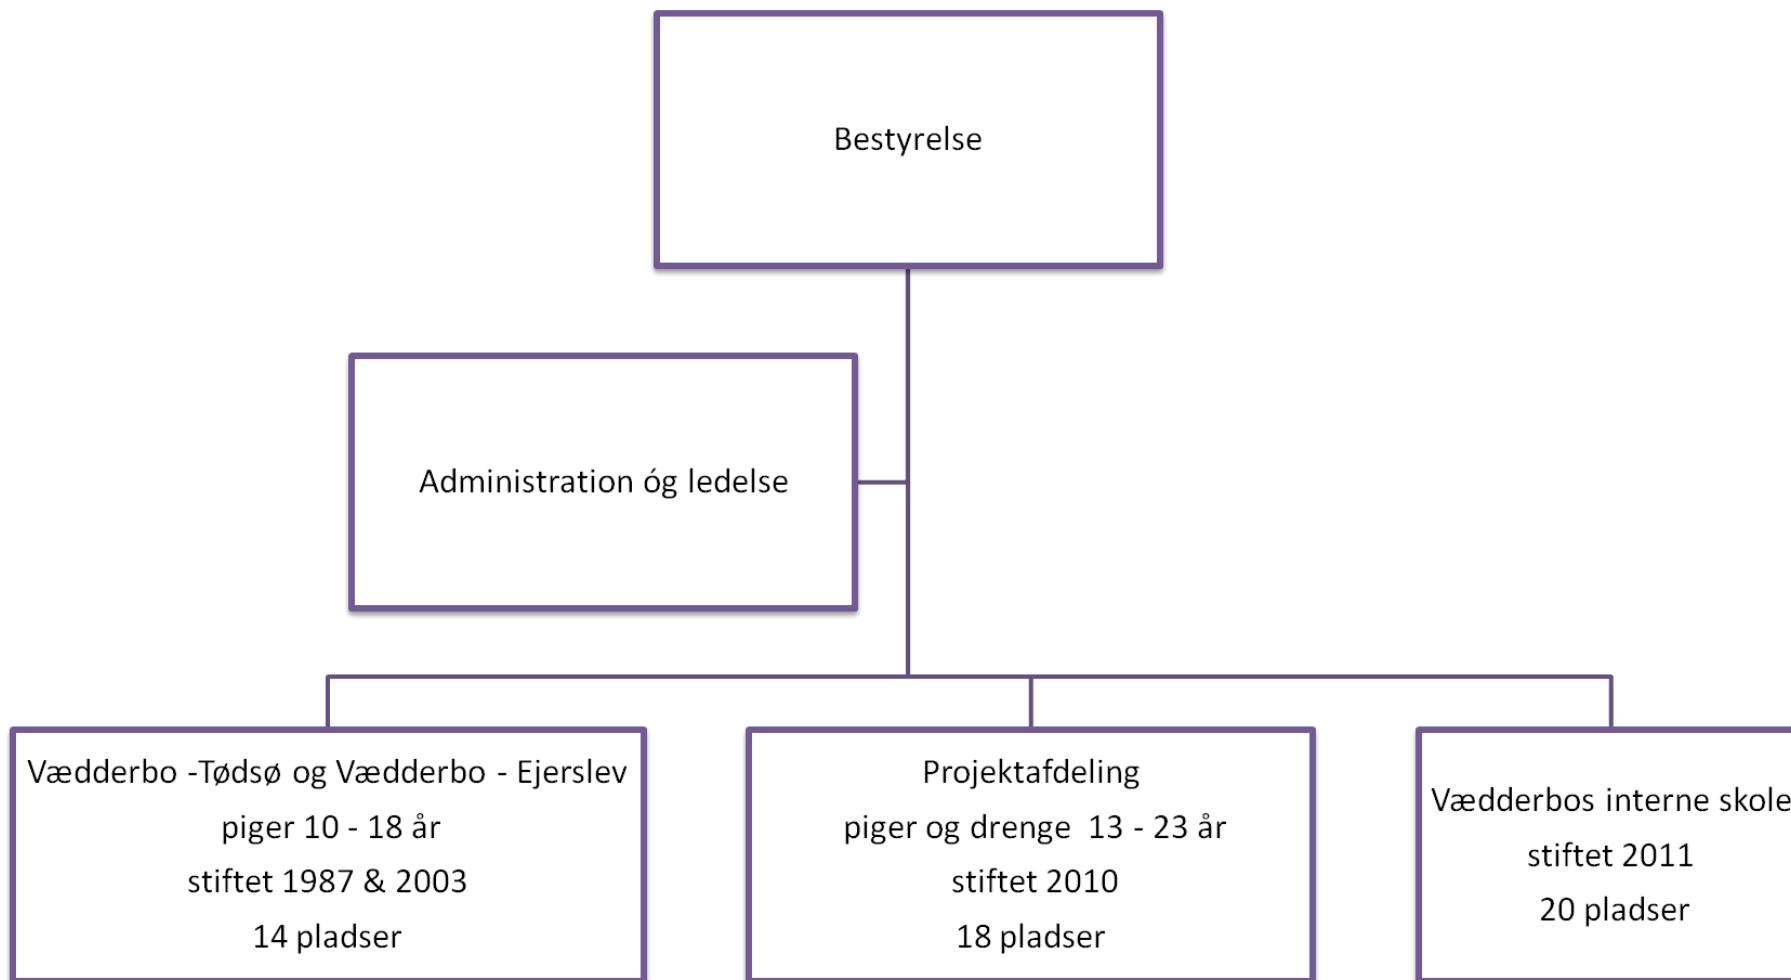 Bestyrelse
Administration óg ledelse
Vædderbo -Tødsø og Vædderbo - Ejerslev
piger 10 - 18 år
stiftet 1987 & 2003
14 pladser
Projektafdeling
piger og drenge  13 - 23 år
stiftet 2010
18 pladser
Vædderbos interne skole
stiftet 2011
20 pladser